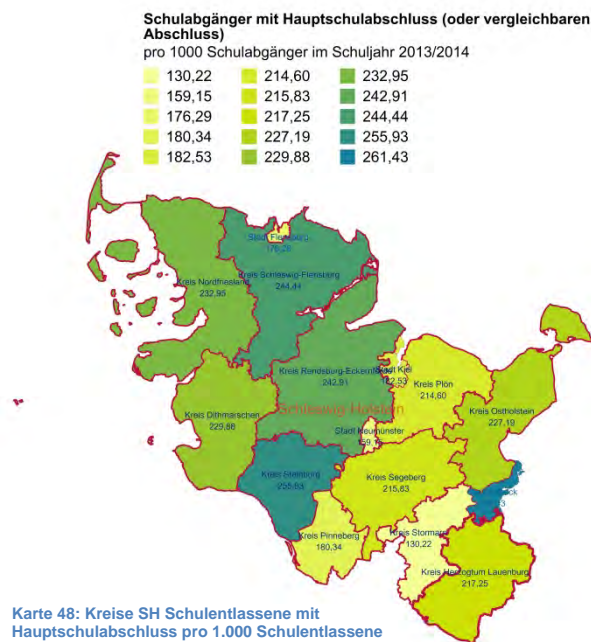 Schulabgänger mit Hauptschulabschluss (oder vergleichbaren
Abschluss)
pro 1000 Schulabgänger im Schuljahr 2013/2014
130,22 214,60 232,95
159,15 215,83 242,91
176,29 217,25 244,44
180,34 227,19 255,93
182,53 229,88 261,43
Stadt Flensburg
176,29
Kreis Schleswig-Flensburg
244,44
Kreis Nordfriesland
232,95
Kreis Rendsburg-Eckernf
242,91
Stadt Kiel
182,53
Kreis Plön
214,60
Kreis Ostholstein
227,19
Kreis Dithmarschen
229,88
Schleswig-Holstein
Stadt Neumünster
159,15
Kreis Steinburg
255,93
Kreis Segeberg
215,83
Kreis Pinneberg
180,34
Kreis Stormarn
130,22
Kreis Herzogtum Lauenburg
217,25
Karte 48: Kreise SH Schulentlassene mit
Hauptschulabschluss pro 1.000 Schulentlassene